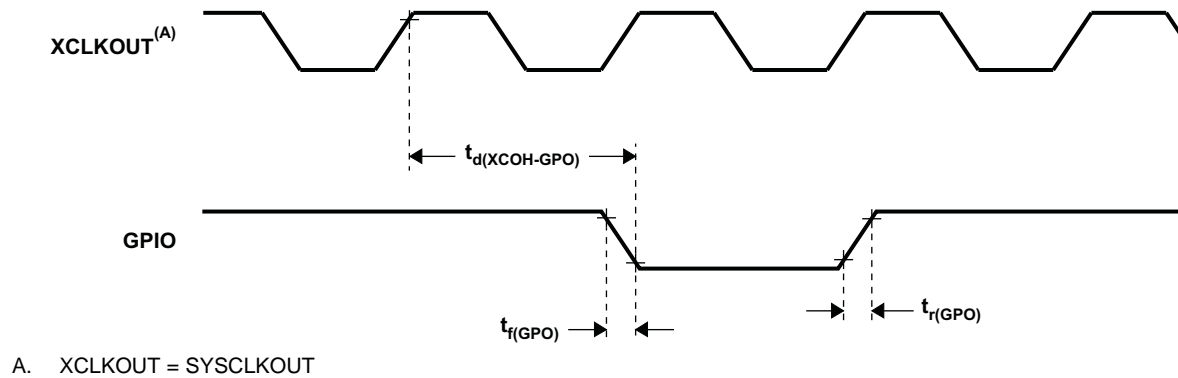 XCLKOUT(A)
td(XCOH-GPO)
GPIO
tf(GPO)
tr(GPO)
A. XCLKOUT = SYSCLKOUT